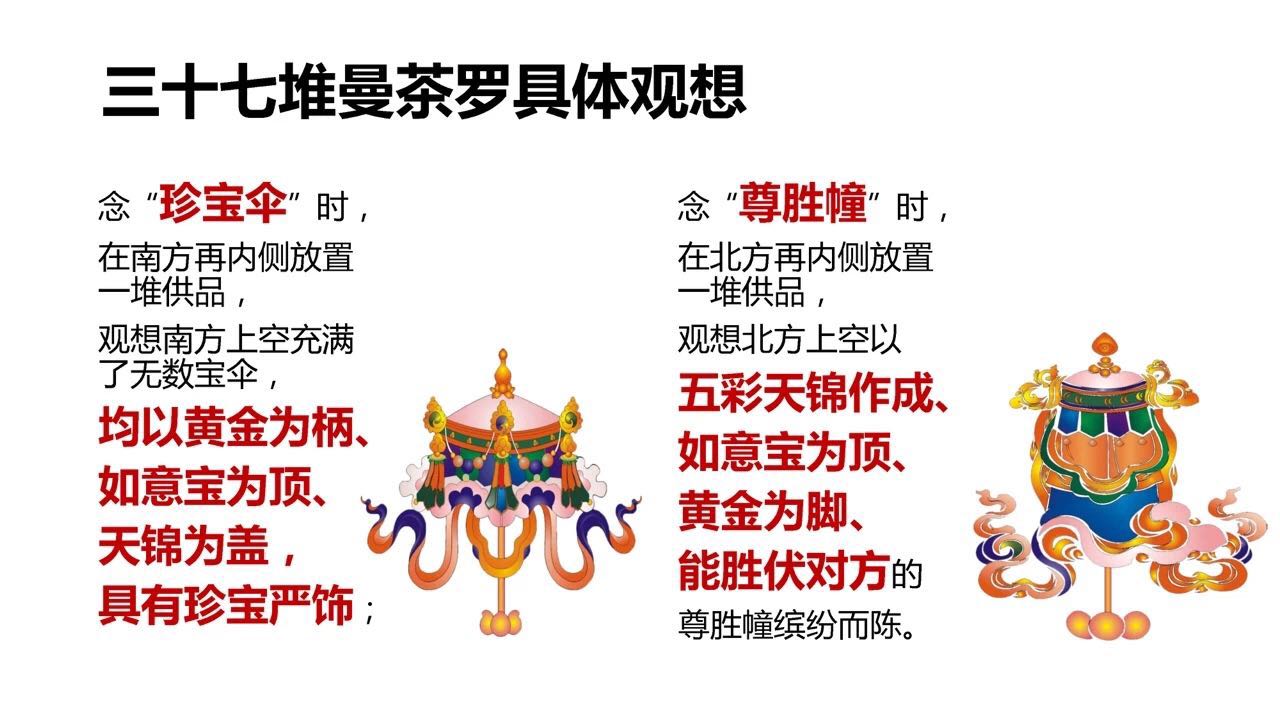 三十七堆曼茶罗具体观想
念“珍宝伞”时，
在南方再内侧放置
一堆供品，
观想南方上空充满
了无数宝伞，
均以黄金为柄、
如意宝为顶、
天锦为盖，
具有珍宝严饰；
念“尊胜幢”时，
在北方再内侧放置
一堆供品，
观想北方上空以
五彩天锦作成、
如意宝为顶、
黄金为脚、
能胜伏对方的
尊胜幢缤纷而陈。